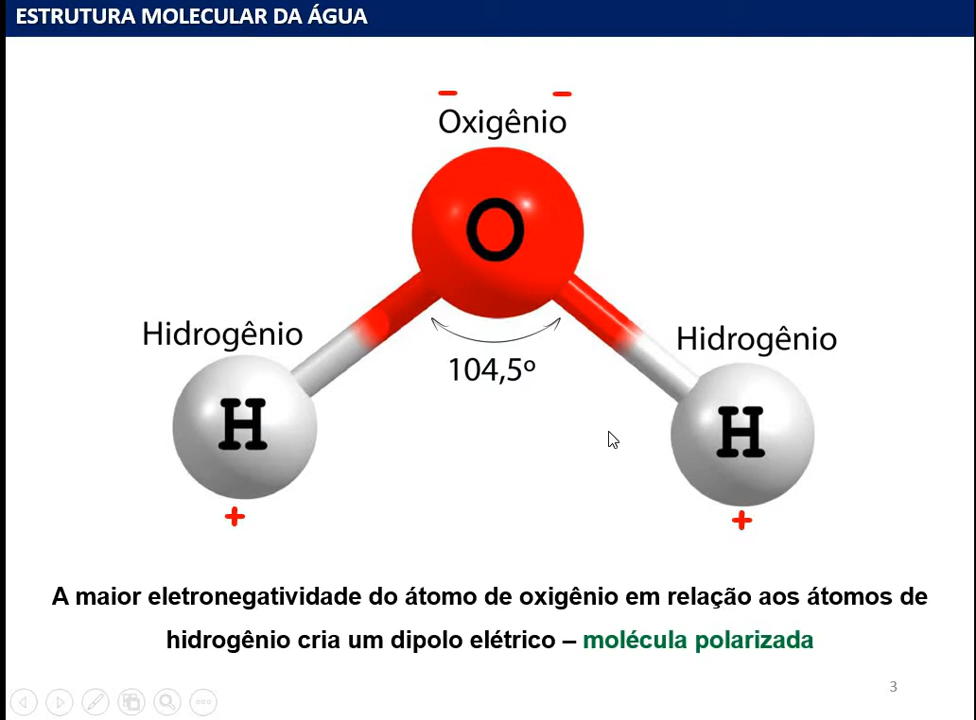 ESTRUTURA MOLECULAR DA ÁGUA
– –
Oxigênio
O
Hidrogênio
Hidrogênio
104,5º
H
H
+
+
A maior eletronegatividade do átomo de oxigênio em relação aos átomos de
hidrogênio cria um dipolo elétrico – molécula polarizada
3